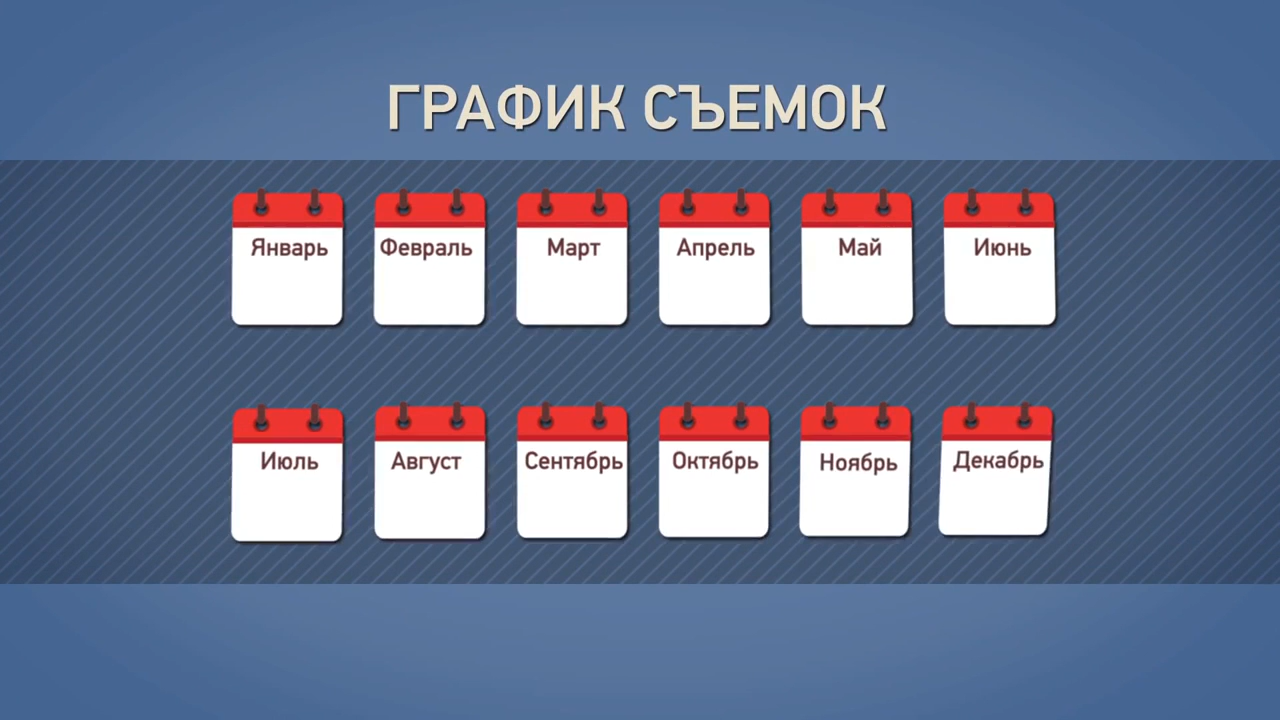 ГРАФИК СЪЕМОК
Январь Февраль Март Апрель Май Июнь
Июль Август Сентябрь Октябрь Ноябрь Декабрь